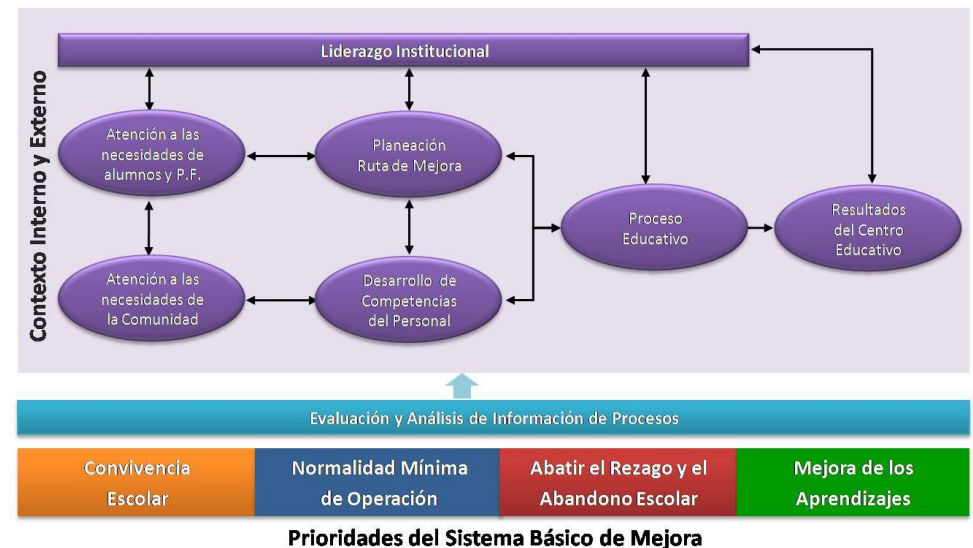 Liderazgo Institucional
Contexto Interno y Externo
Atención a las
necesidades de
alumnos y P.F.
Planeación
Ruta de Mejora
Proceso
Educativo
Resultados
del Centro
Educativo
Atención a las
necesidades de
la Comunidad
Desarrollo de
Competencias
del Personal
Evaluación y Análisis de Información de Procesos
Convivencia
Escolar
Normalidad Mínima
de Operación
Abatir el Rezago y el
Abandono Escolar
Mejora de los
Aprendizajes
Prioridades del Sistema Básico de Mejora